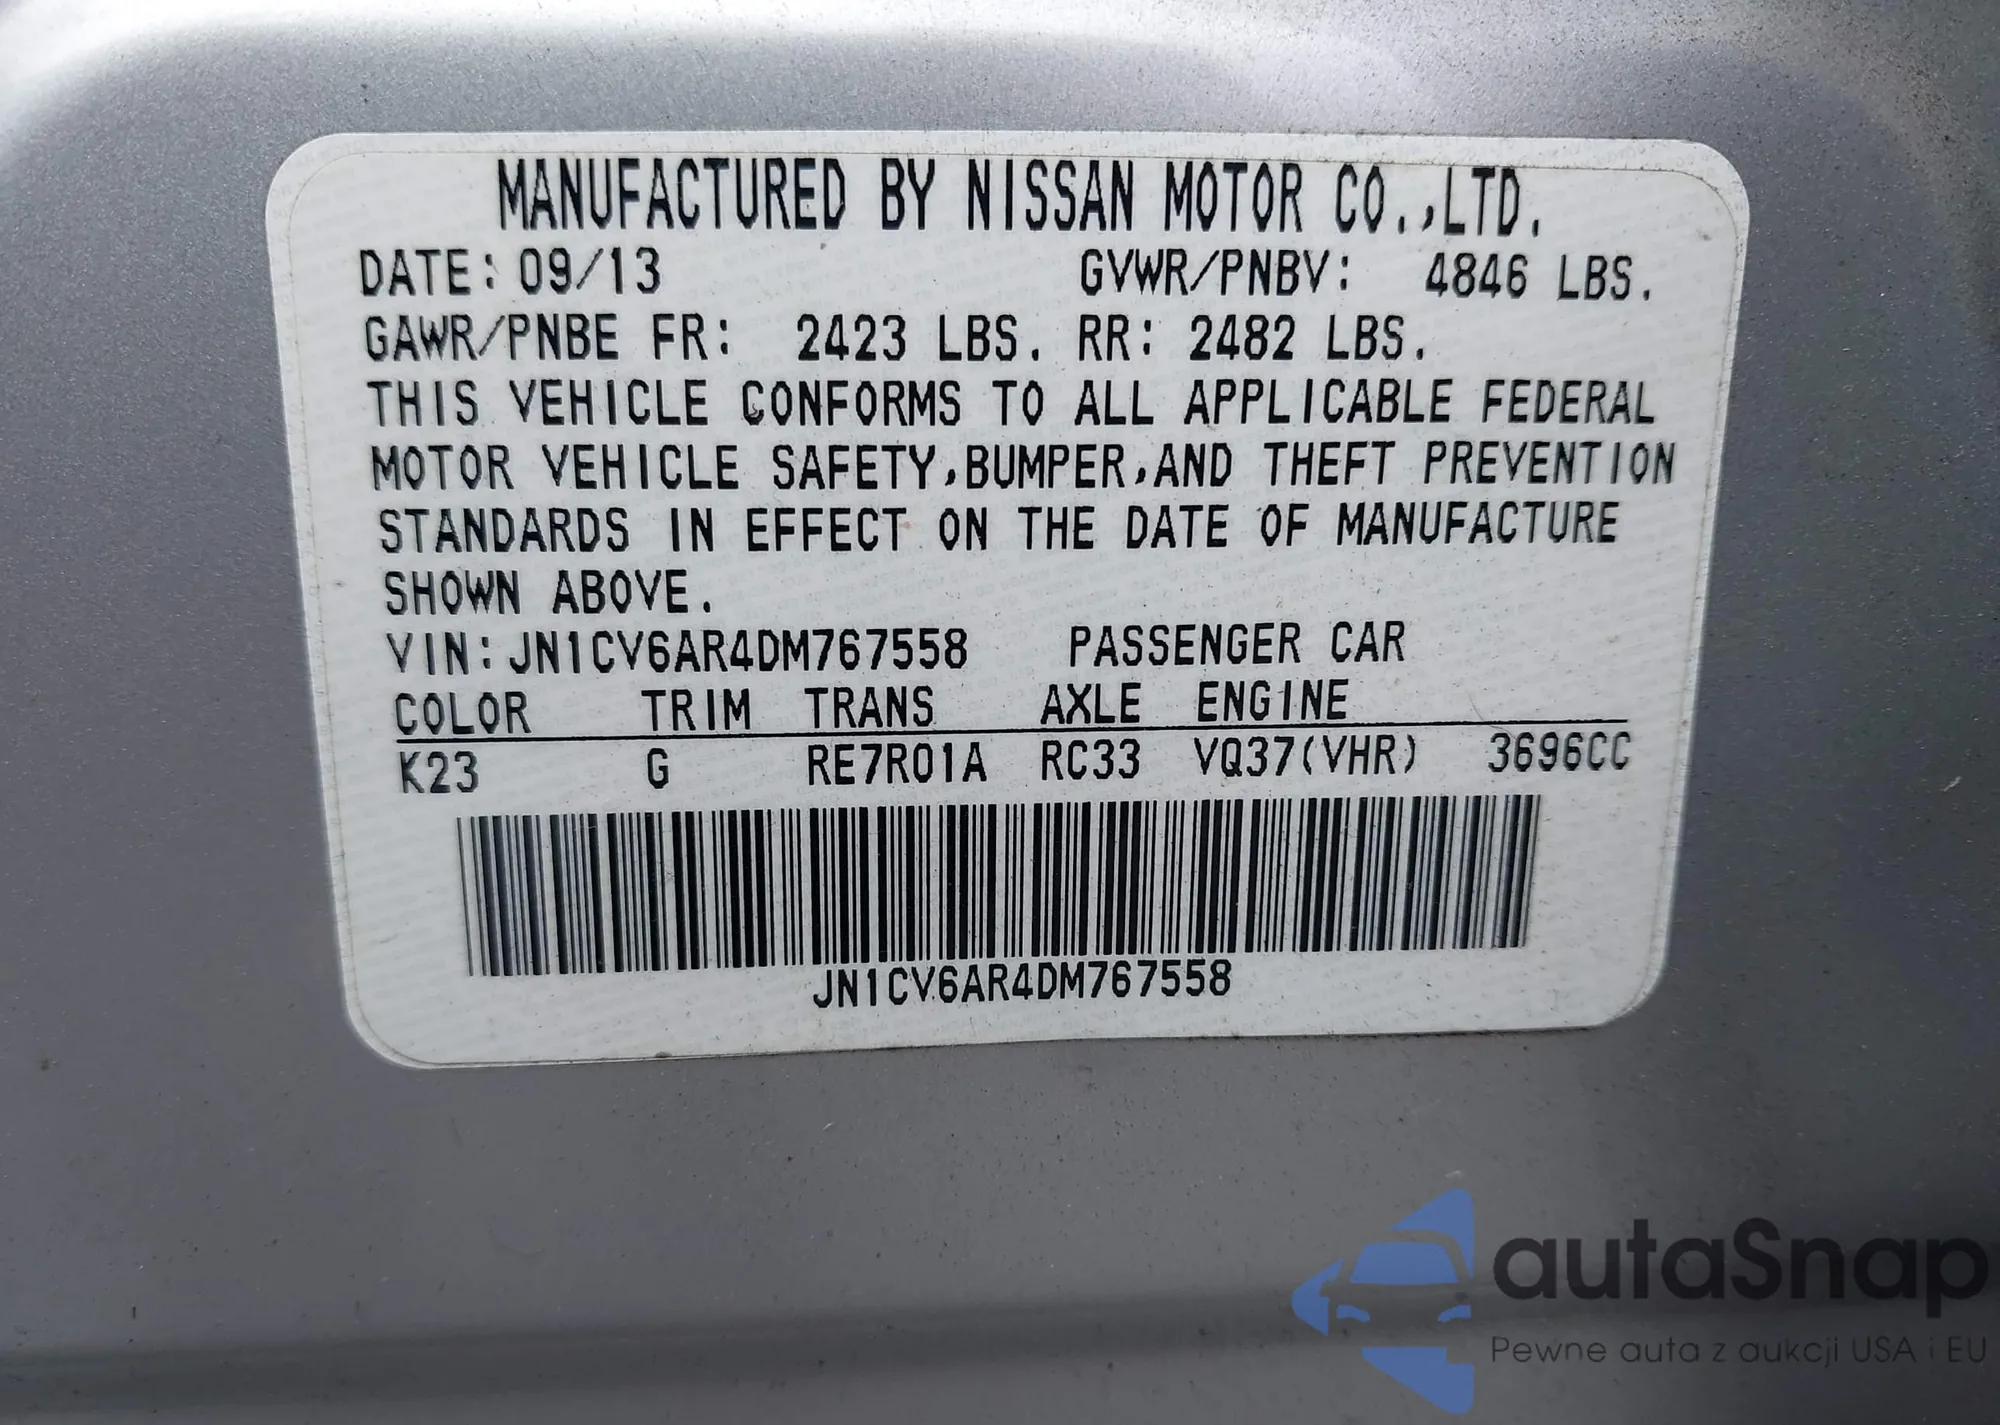 MANUFACTURED BY NISSAN MOTOR CO.,LTD.
DATE: 09/13 GVWR/PNBV: 4846 LBS.
GAWR/PNBE FR: 2423 LBS. RR: 2482 LBS.
THIS VEHICLE CONFORMS TO ALL APPLICABLE FEDERAL
MOTOR VEHICLE SAFETY,BUMPER,AND THEFT PREVENTION
STANDARDS IN EFFECT ON THE DATE OF MANUFACTURE
SHOWN ABOVE.
VIN:JN1CV6AR4DM767558 PASSENGER CAR
COLOR TRIM TRANS AXLE ENGINE
K23 G RE7R01A RC33 VQ37(VHR) 3696CC
JN1CV6AR4DM767558
autaSnap
Pewne auta z aukcji USA i EU